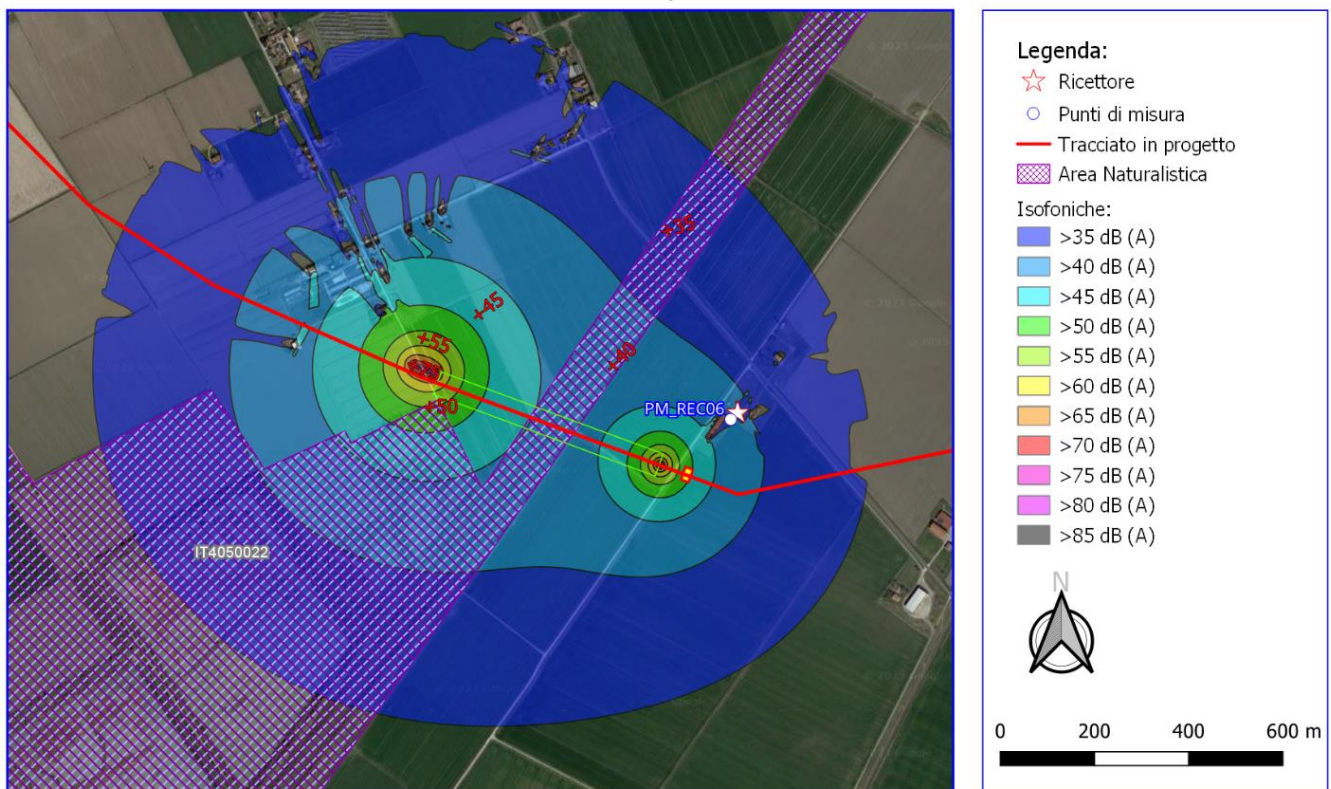 +35
+45
+55
+40
PM_REC06
+50
IT4050022
Legenda:
Ricettore
Punti di misura
Tracciato in progetto
Area Naturalistica
Isofoniche:
>35 dB (A)
>40 dB (A)
>45 dB (A)
>50 dB (A)
>55 dB (A)
>60 dB (A)
>65 dB (A)
>70 dB (A)
>75 dB (A)
>80 dB (A)
>85 dB (A)
N
0 200 400 600 m